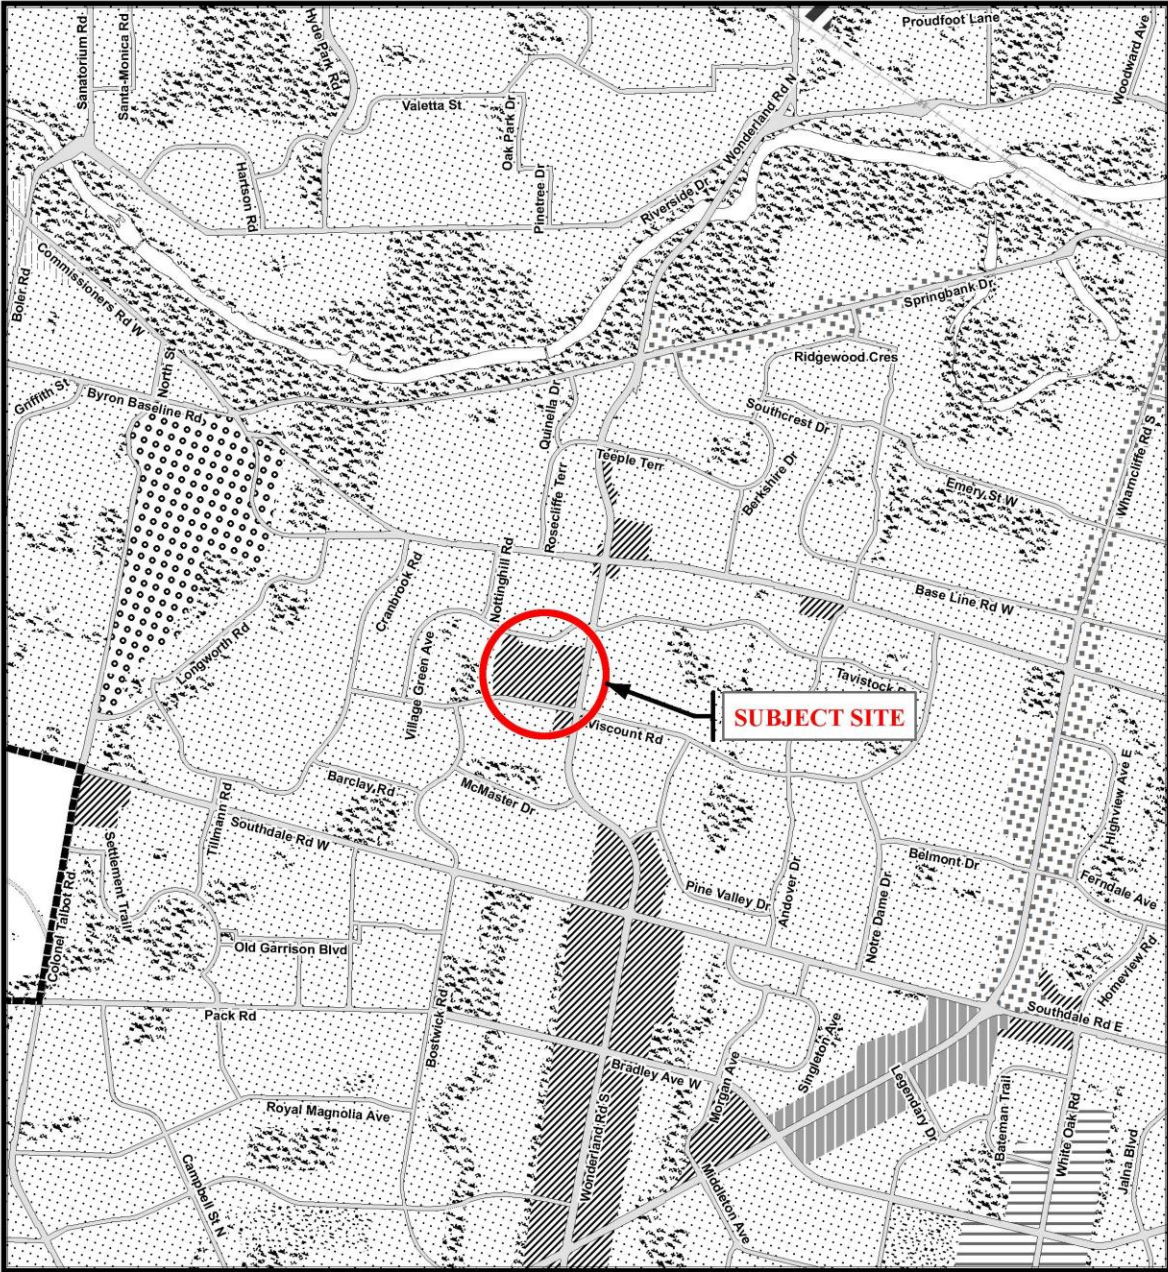 Proudfoot Lane
Sanatorium Rd
Santa-Monica Rd
Hyde Park Rd
Woodward Ave
Valetta St
Oak Park Dr
Wonderland Rd N
Hartson Rd
Pinetree Dr
Riverside Dr
Commissioners Rd W
Boler Rd
Springbank Dr
Ridgewood Cres
North St
Griffith St
Byron Baseline Rd
Quinella Dr
Southcrest Dr
Wharncliffe Rd S
Teeple Terr
Berkshire Dr
Rosecliffe Terr
Emery St W
Nottinghill Rd
Cranbrook Rd
Base Line Rd W
Longworth Rd
Village Green Ave
Tavistock R
SUBJECT SITE
Viscount Rd
Barclay Rd
McMaster Dr
Highview Ave E
Tillmann Rd
Southdale Rd W
Settlement Trail
Belmont Dr
Ferndale Ave
Pine Valley Dr
Andover Dr
Notre Dame Dr
Colonel Talbot Rd
Old Garrison Blvd
Homeview Rd
Pack Rd
Bostwick Rd
Southdale Rd E
Singleton Ave
Bradley Ave W
Morgan Ave
Legendary Dr
Royal Magnolia Ave
Wonderland Rd S
Bateman Trail
White Oak Rd
Jalna Blvd
Campbell St N
Middleton Ave